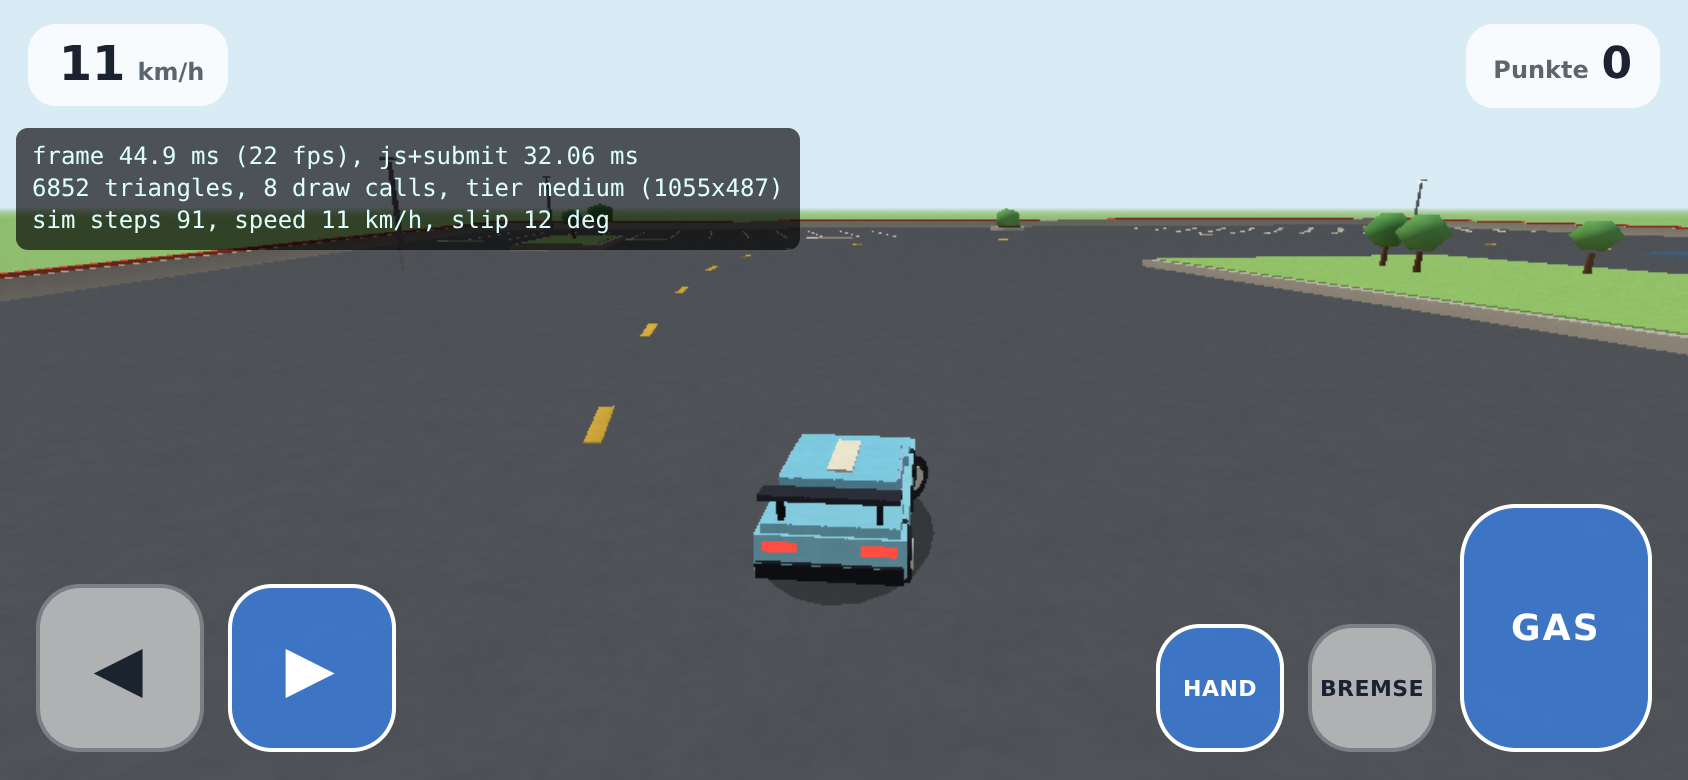 11 km/h
Punkte 0
frame 44.9 ms (22 fps), js+submit 32.06 ms
6852 triangles, 8 draw calls, tier medium (1055x487)
sim steps 91, speed 11 km/h, slip 12 deg
◀ ▶
HAND BREMSE GAS